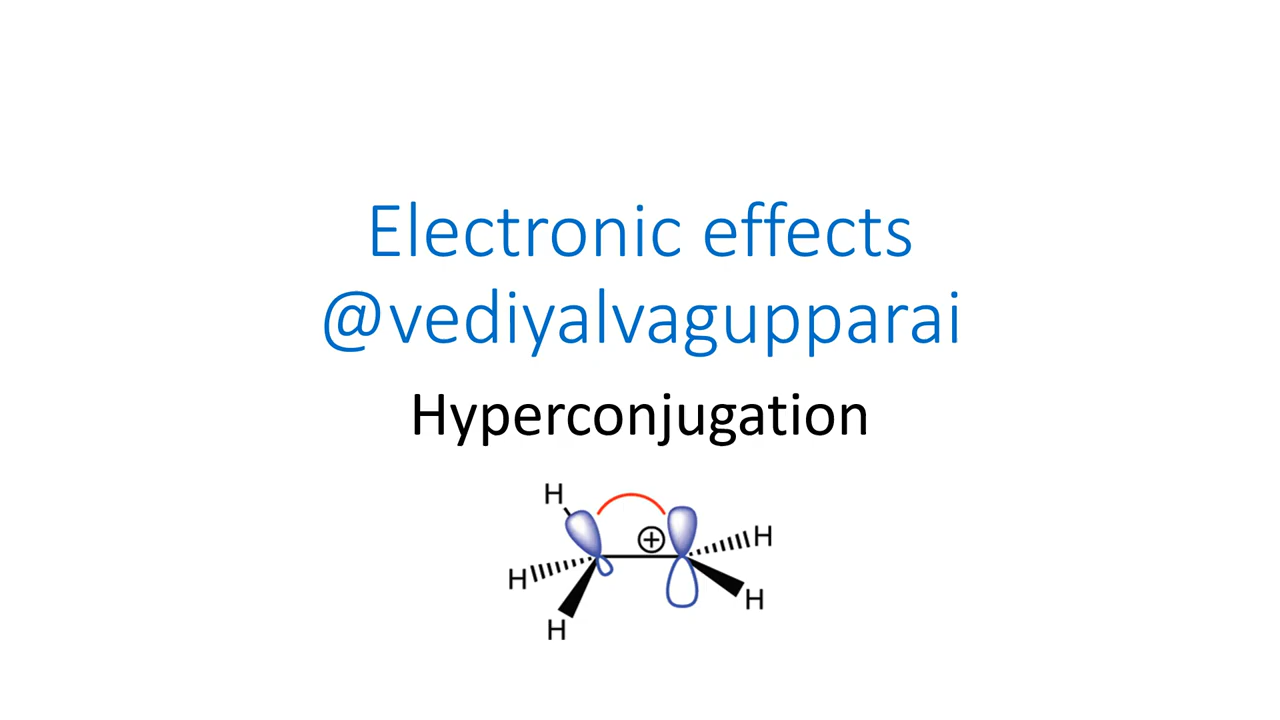 Electronic effects
@vediyalvagupparai
Hyperconjugation
H
H
H
H
H
+